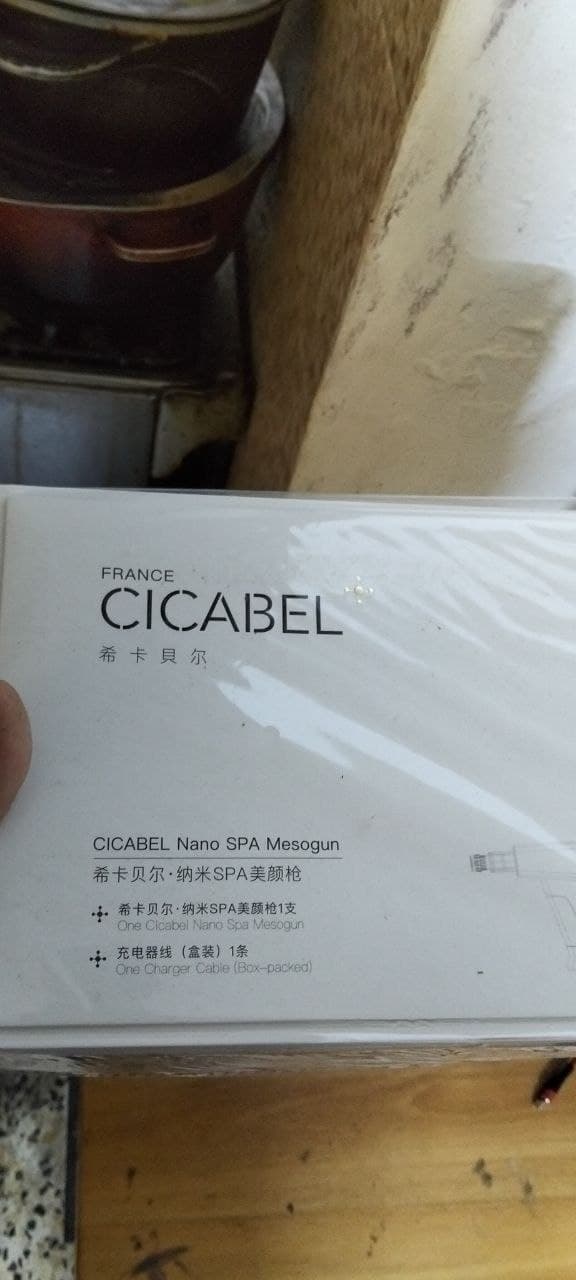 FRANCE
CICABEL
希卡貝尔
CICABEL Nano SPA Mesogun
希卡贝尔·纳米SPA美颜枪
希卡贝尔·纳米SPA美颜枪1支
One Cicabel Nano Spa Mesogun
充电器线（盒装）1条
One Charger Cable (Box-packed)